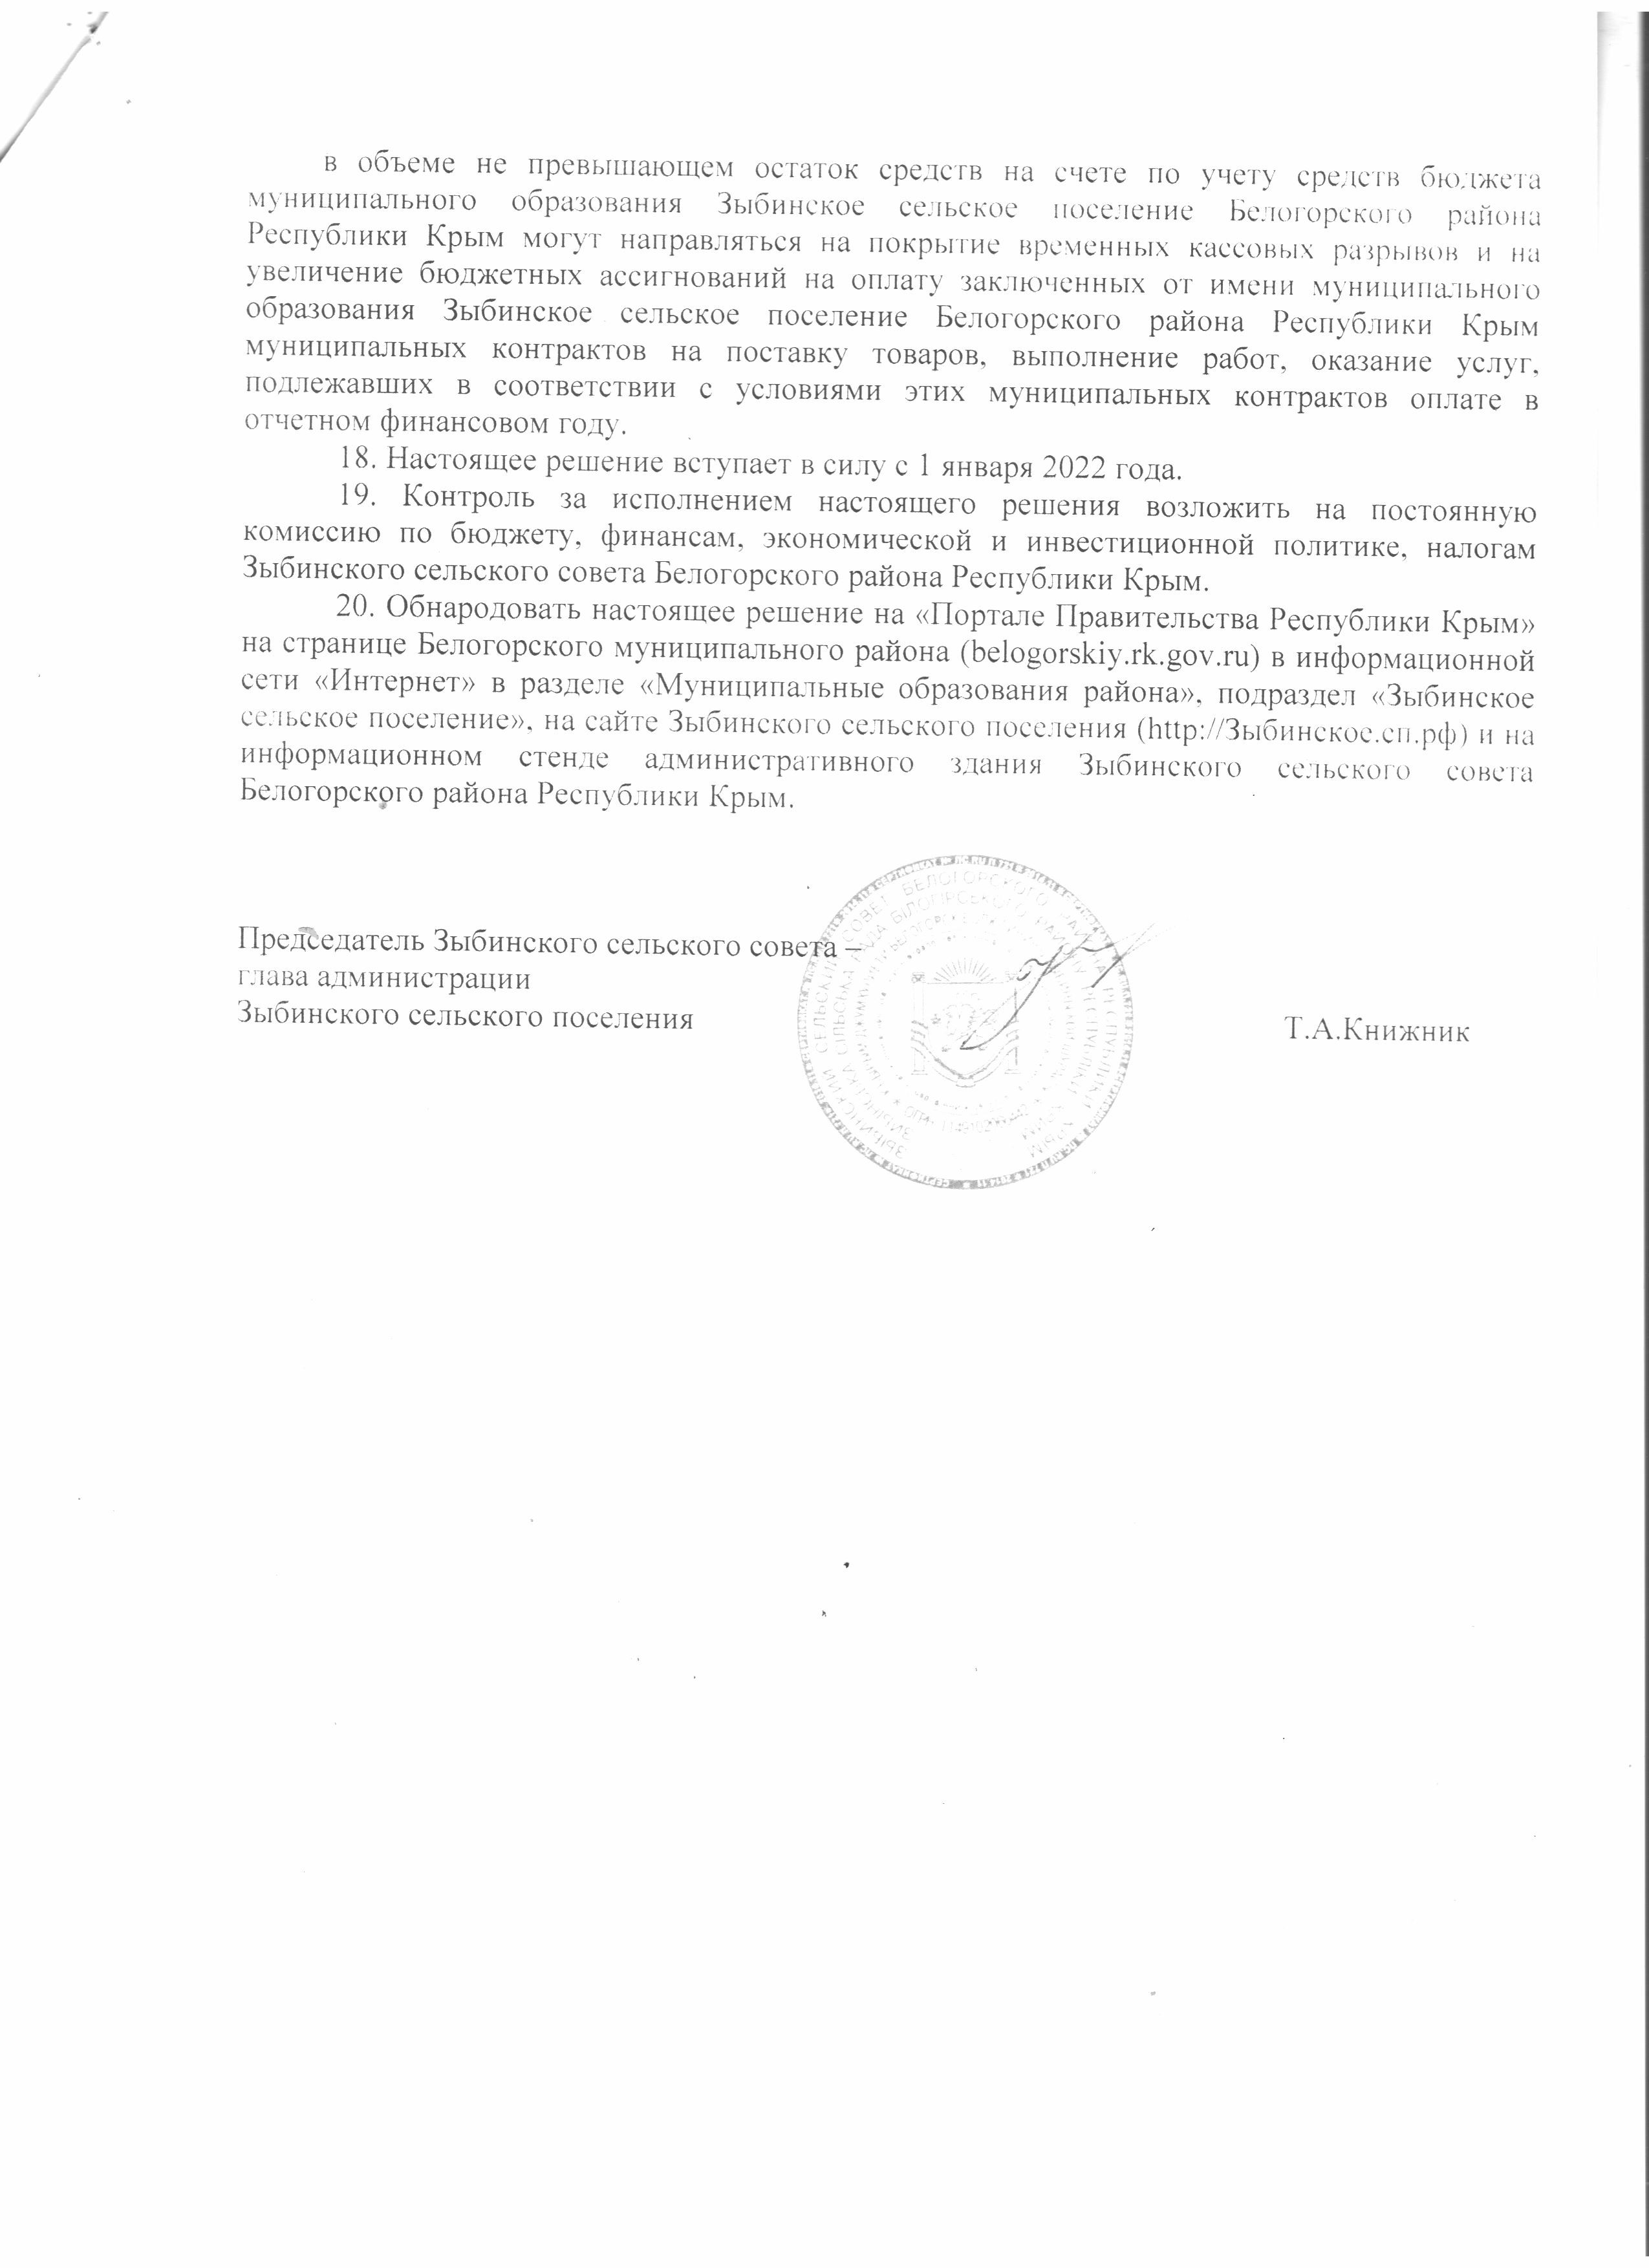 в объеме не превышающем остаток средств на счете по учету средств бюджета
муниципального образования Зыбинское сельское поселение Белогорского района
Республики Крым могут направляться на покрытие временных кассовых разрывов и на
увеличение бюджетных ассигнований на оплату заключенных от имени муниципального
образования Зыбинское сельское поселение Белогорского района Республики Крым
муниципальных контрактов на поставку товаров, выполнение работ, оказание услуг,
подлежавших в соответствии с условиями этих муниципальных контрактов оплате в
отчетном финансовом году.
18. Настоящее решение вступает в силу с 1 января 2022 года.
19. Контроль за исполнением настоящего решения возложить на постоянную
комиссию по бюджету, финансам, экономической и инвестиционной политике, налогам
Зыбинского сельского совета Белогорского района Республики Крым.
20. Обнародовать настоящее решение на «Портале Правительства Республики Крым»
на странице Белогорского муниципального района (belogorskiy.rk.gov.ru) в информационной
сети «Интернет» в разделе «Муниципальные образования района», подраздел «Зыбинское
сельское поселение», на сайте Зыбинского сельского поселения (http://Зыбинское.сп.рф) и на
информационном стенде административного здания Зыбинского сельского совета
Белогорского района Республики Крым.
Председатель Зыбинского сельского совета –
глава администрации
Зыбинского сельского поселения
Т.А.Книжник
ЗЫБИНСКИЙ СЕЛЬСКИЙ СОВЕТ БЕЛОГОРСКОГО РАЙОНА РЕСПУБЛИКИ КРЫМ